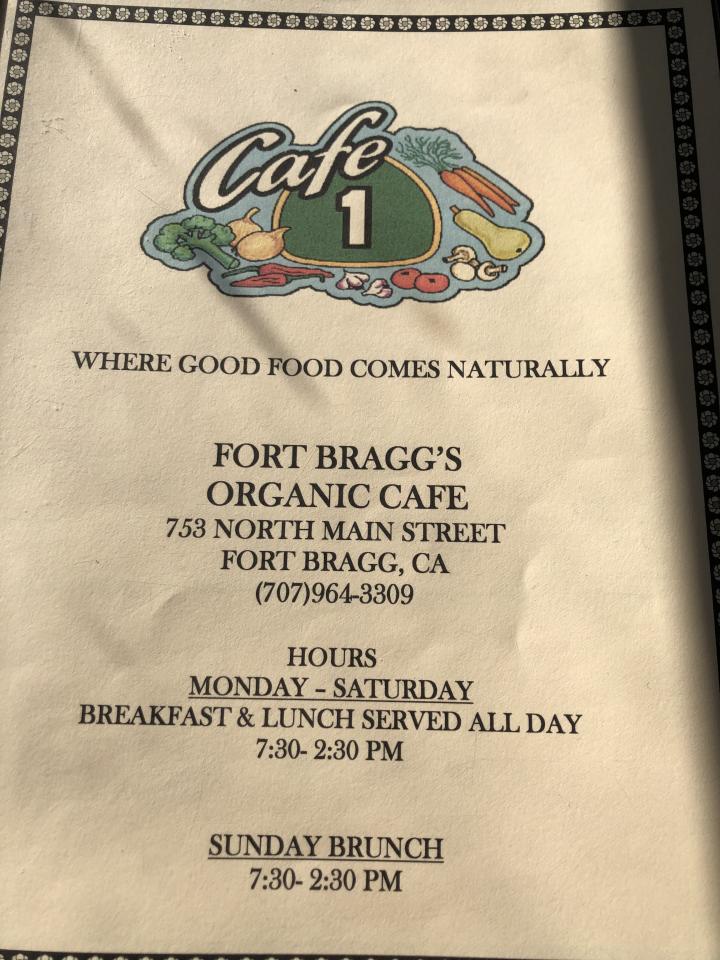 Cafe
1
WHERE GOOD FOOD COMES NATURALLY
FORT BRAGG'S
ORGANIC CAFE
753 NORTH MAIN STREET
FORT BRAGG, CA
(707)964-3309
HOURS
MONDAY – SATURDAY
BREAKFAST & LUNCH SERVED ALL DAY
7:30- 2:30 PM
SUNDAY BRUNCH
7:30- 2:30 PM